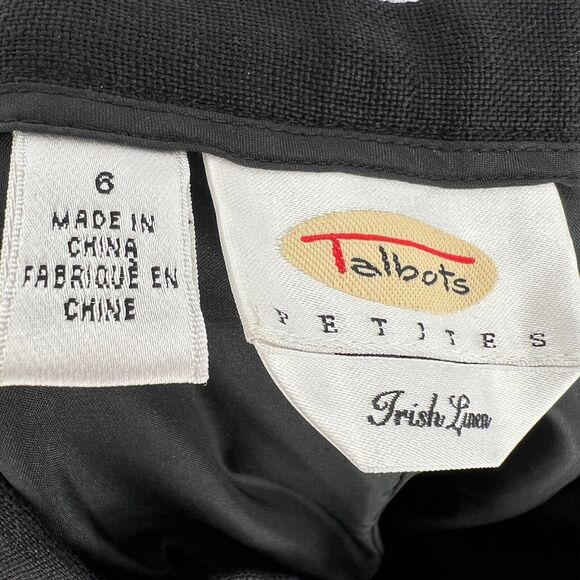 6
MADE IN
CHINA
FABRIQUÉ EN
CHINE
Talbots
PETITES
Irish Linen